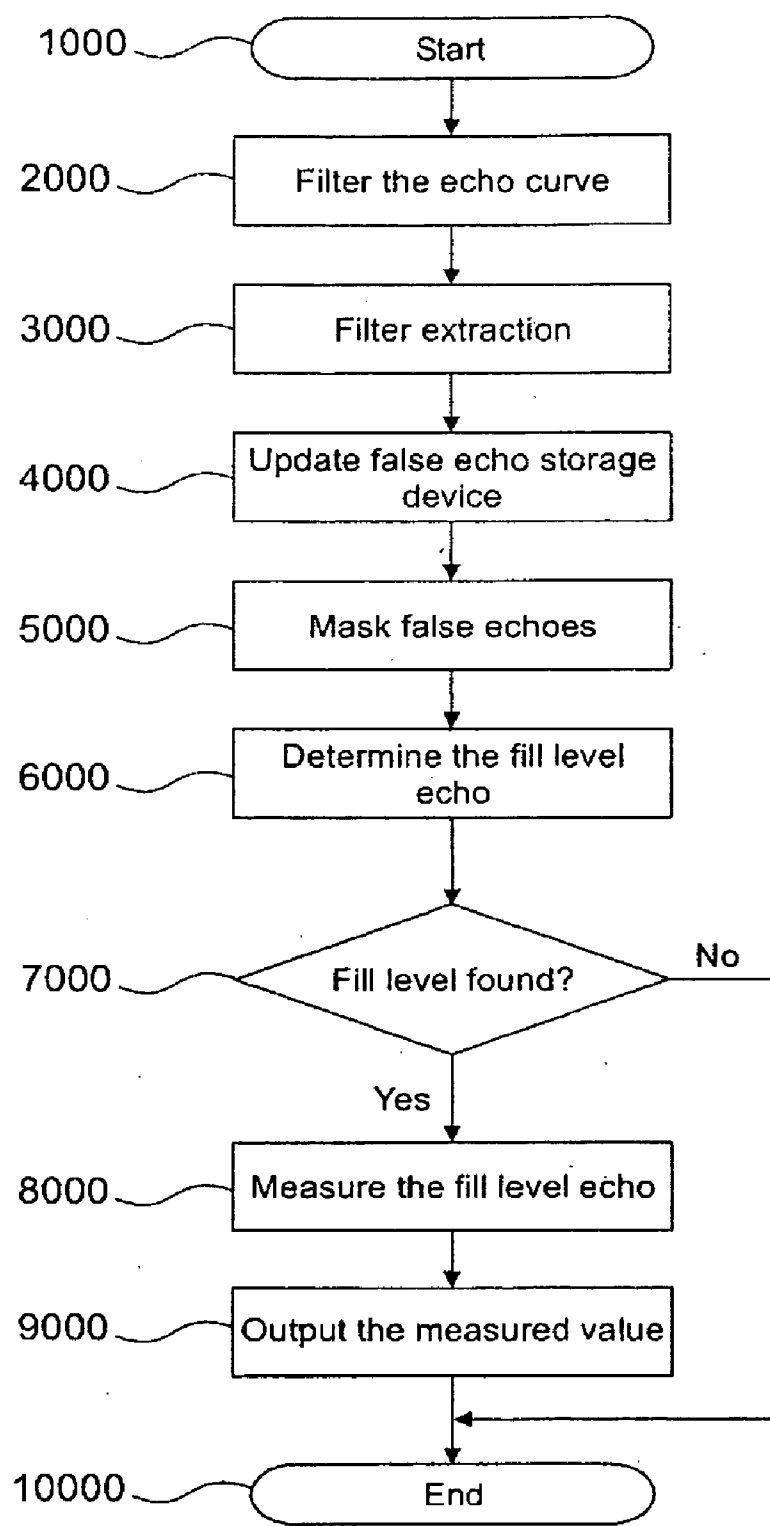 1000 Start
2000 Filter the echo curve
3000 Filter extraction
4000 Update false echo storage
device
5000 Mask false echoes
6000 Determine the fill level
echo
7000 Fill level found? No
Yes
8000 Measure the fill level echo
9000 Output the measured value
10000 End